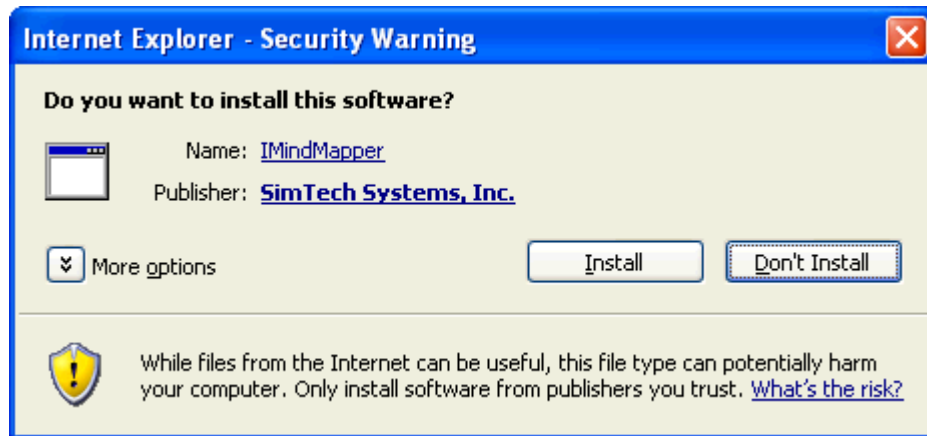 Internet Explorer - Security Warning
Do you want to install this software?
Name: IMindMapper
Publisher: SimTech Systems, Inc.
More options
Install
Don't Install
While files from the Internet can be useful, this file type can potentially harm
your computer. Only install software from publishers you trust. What's the risk?